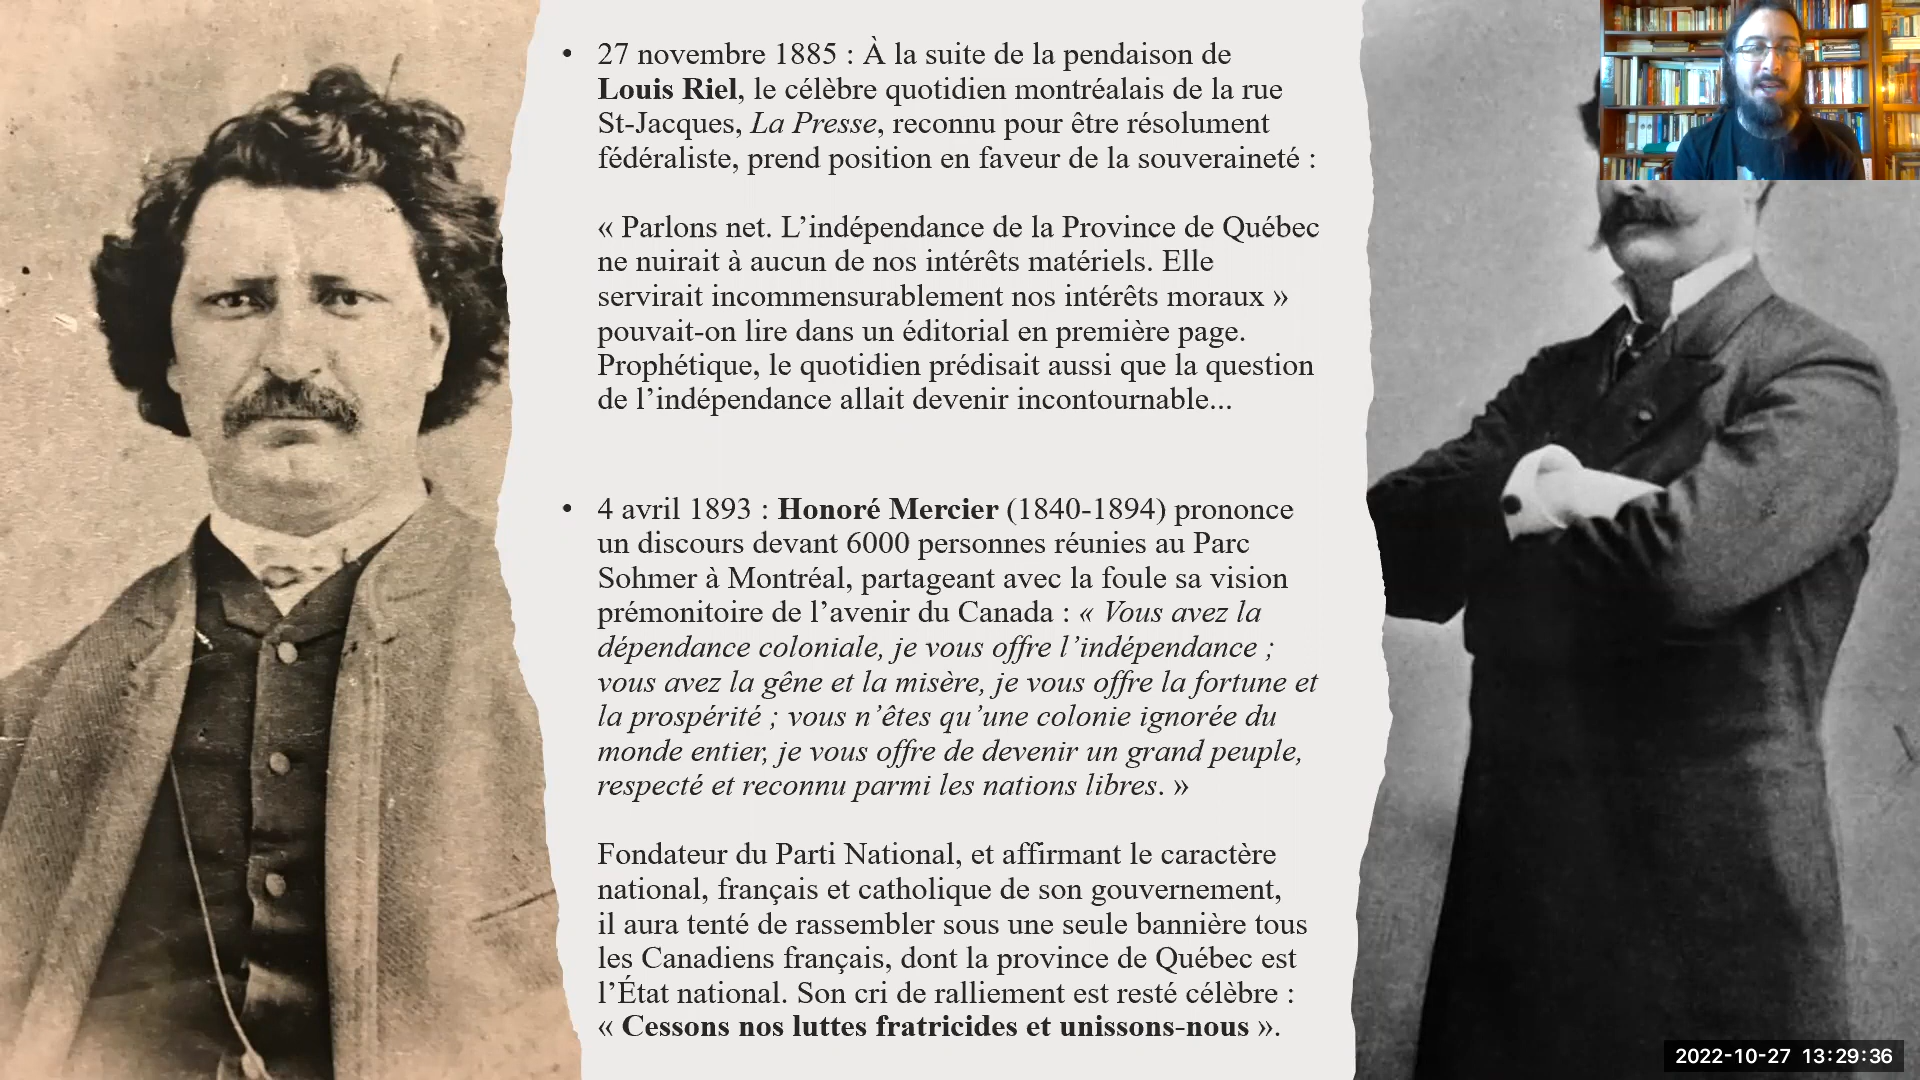 • 27 novembre 1885 : À la suite de la pendaison de
Louis Riel, le célèbre quotidien montréalais de la rue
St-Jacques, La Presse, reconnu pour être résolument
fédéraliste, prend position en faveur de la souveraineté :
« Parlons net. L’indépendance de la Province de Québec
ne nuirait à aucun de nos intérêts matériels. Elle
servirait incommensurablement nos intérêts moraux »
pouvait-on lire dans un éditorial en première page.
Prophétique, le quotidien prédisait aussi que la question
de l’indépendance allait devenir incontournable...
• 4 avril 1893 : Honoré Mercier (1840-1894) prononce
un discours devant 6000 personnes réunies au Parc
Sohmer à Montréal, partageant avec la foule sa vision
prémonitoire de l’avenir du Canada : « Vous avez la
dépendance coloniale, je vous offre l’indépendance ;
vous avez la gêne et la misère, je vous offre la fortune et
la prospérité ; vous n’êtes qu’une colonie ignorée du
monde entier, je vous offre de devenir un grand peuple,
respecté et reconnu parmi les nations libres. »
Fondateur du Parti National, et affirmant le caractère
national, français et catholique de son gouvernement,
il aura tenté de rassembler sous une seule bannière tous
les Canadiens français, dont la province de Québec est
l’État national. Son cri de ralliement est resté célèbre :
« Cessons nos luttes fratricides et unissons-nous ».
2022-10-27 13:29:36